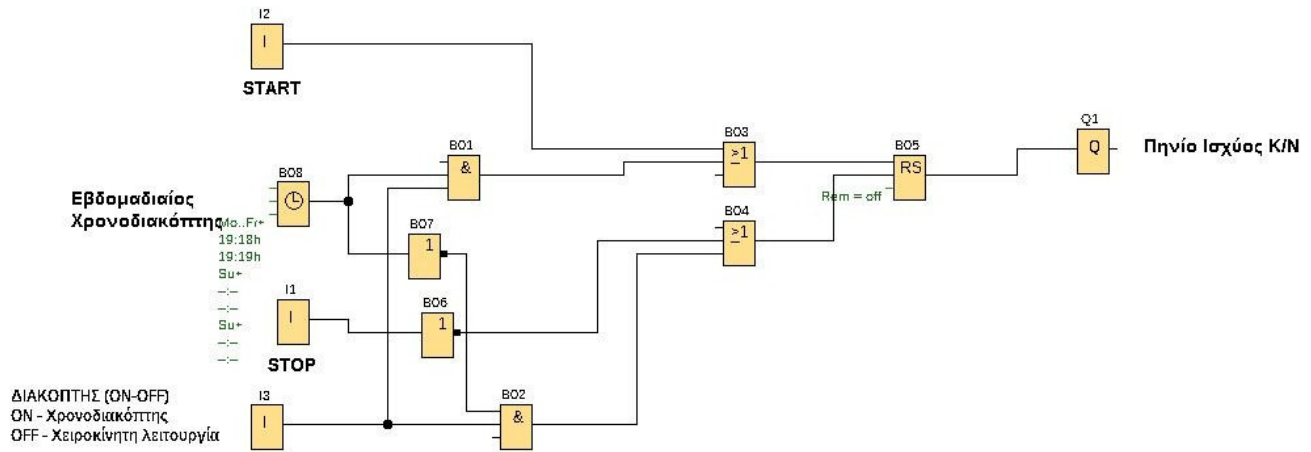 I2
I
START
Q1
Q
Πηνίο Ισχύος Κ/Ν
B03
>1
B01
&
B05
RS
Rem = off
B08
Εβδομαδιαίος
Χρονοδιακόπτης
Mo..Fr+
19:18h
19:19h
Su+
--:--
--:--
Su+
--:--
--:--
B04
>1
B07
1
I1
I
STOP
B06
1
B02
&
I3
I
ΔΙΑΚΟΠΤΗΣ (ON-OFF)
ON - Χρονοδιακόπτης
OFF - Χειροκίνητη λειτουργία